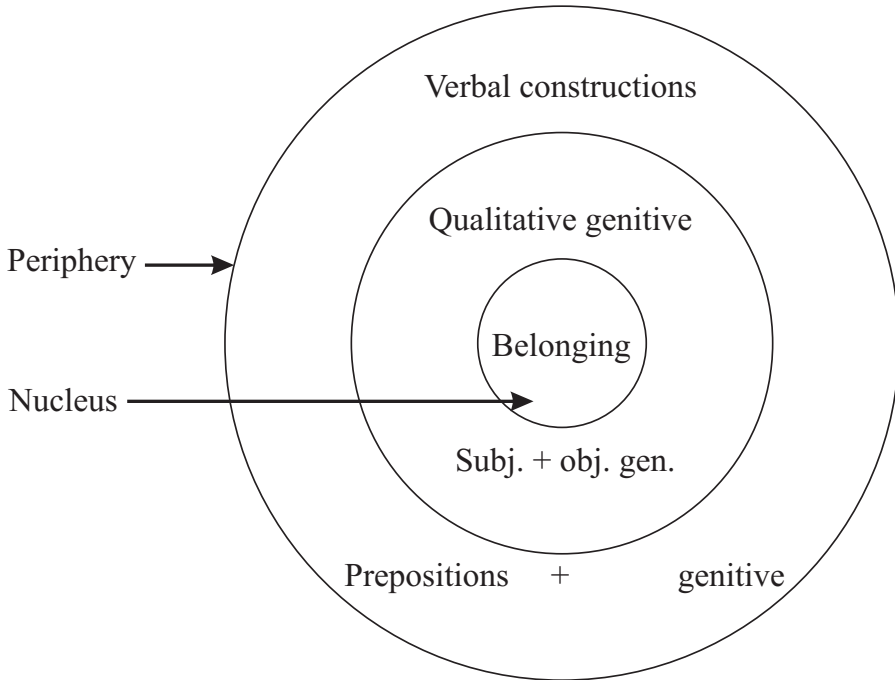 Verbal constructions
Qualitative genitive
Periphery
Belonging
Nucleus
Subj. + obj. gen.
Prepositions + genitive